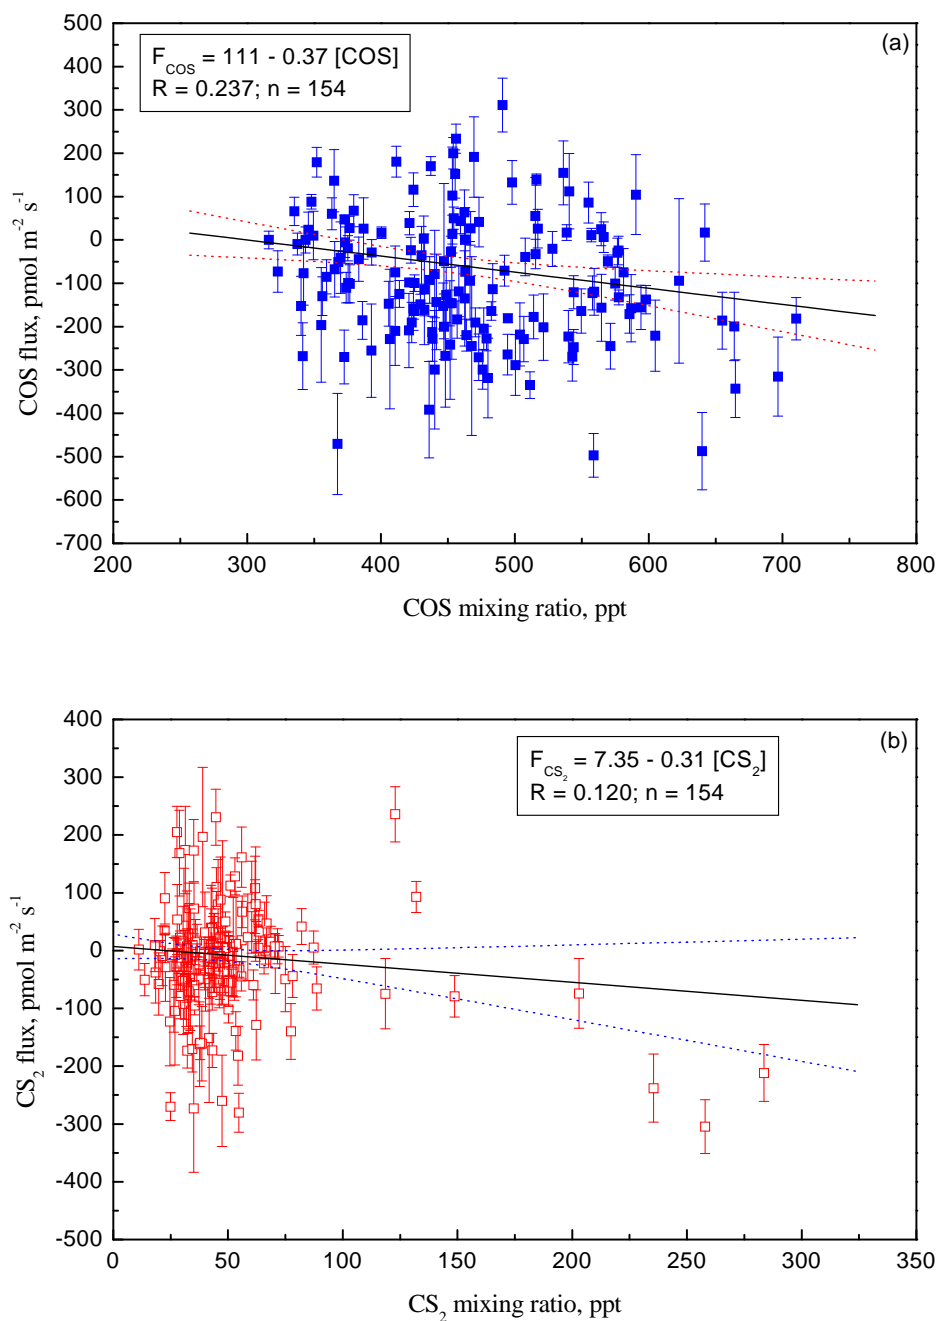 (a)
F_COS = 111 - 0.37 [COS]
R = 0.237; n = 154
500
400
300
200
100
0
-100
-200
-300
-400
-500
-600
-700
COS flux, pmol m⁻² s⁻¹
200 300 400 500 600 700 800
COS mixing ratio, ppt
(b)
F_CS₂ = 7.35 - 0.31 [CS₂]
R = 0.120; n = 154
400
300
200
100
0
-100
-200
-300
-400
-500
CS₂ flux, pmol m⁻² s⁻¹
0 50 100 150 200 250 300 350
CS₂ mixing ratio, ppt